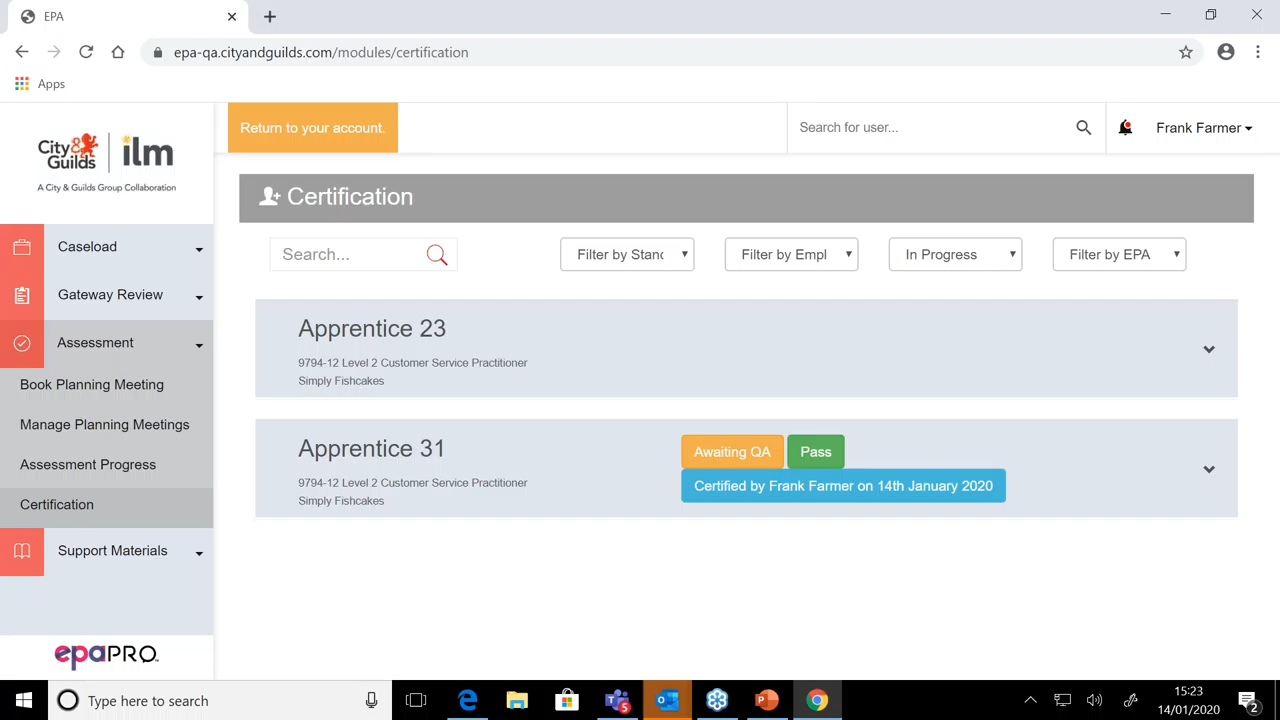 EPA
epa-qa.cityandguilds.com/modules/certification
Apps
City & Guilds
ilm
A City & Guilds Group Collaboration
Return to your account.
Search for user...
Frank Farmer
Certification
Search...
Filter by Stand
Filter by Empl
In Progress
Filter by EPA
Caseload
Gateway Review
Assessment
Book Planning Meeting
Manage Planning Meetings
Assessment Progress
Certification
Support Materials
epaPRO
Apprentice 23
9794-12 Level 2 Customer Service Practitioner
Simply Fishcakes
Apprentice 31
9794-12 Level 2 Customer Service Practitioner
Simply Fishcakes
Awaiting QA
Pass
Certified by Frank Farmer on 14th January 2020
Type here to search
5
15:23
14/01/2020
2